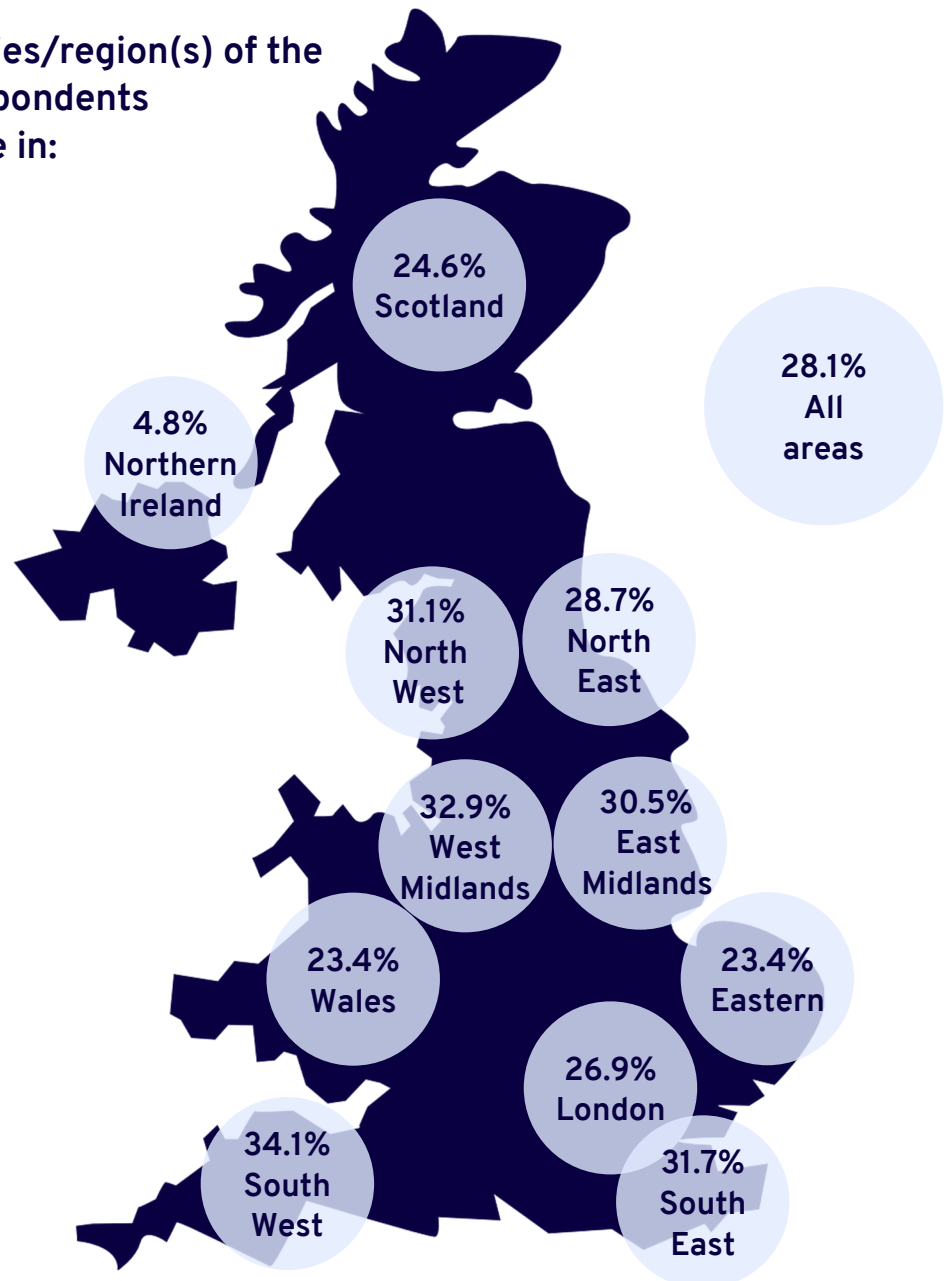 es/region(s) of the
pondents
e in:
24.6%
Scotland
28.1%
All
areas
4.8%
Northern
Ireland
31.1%
North
West
28.7%
North
East
32.9%
West
Midlands
30.5%
East
Midlands
23.4%
Wales
23.4%
Eastern
26.9%
London
34.1%
South
West
31.7%
South
East